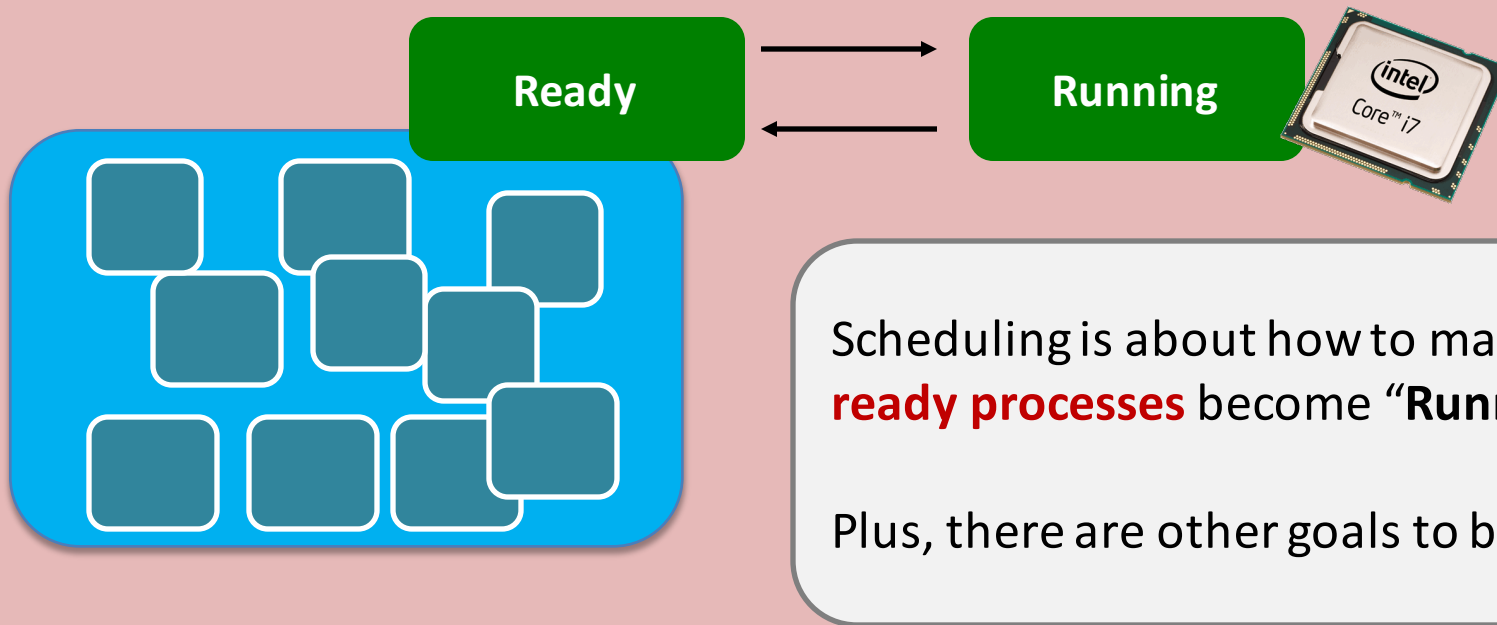 Ready
Running
intel
Core™ i7
Scheduling is about how to ma
ready processes become “Run
Plus, there are other goals to b